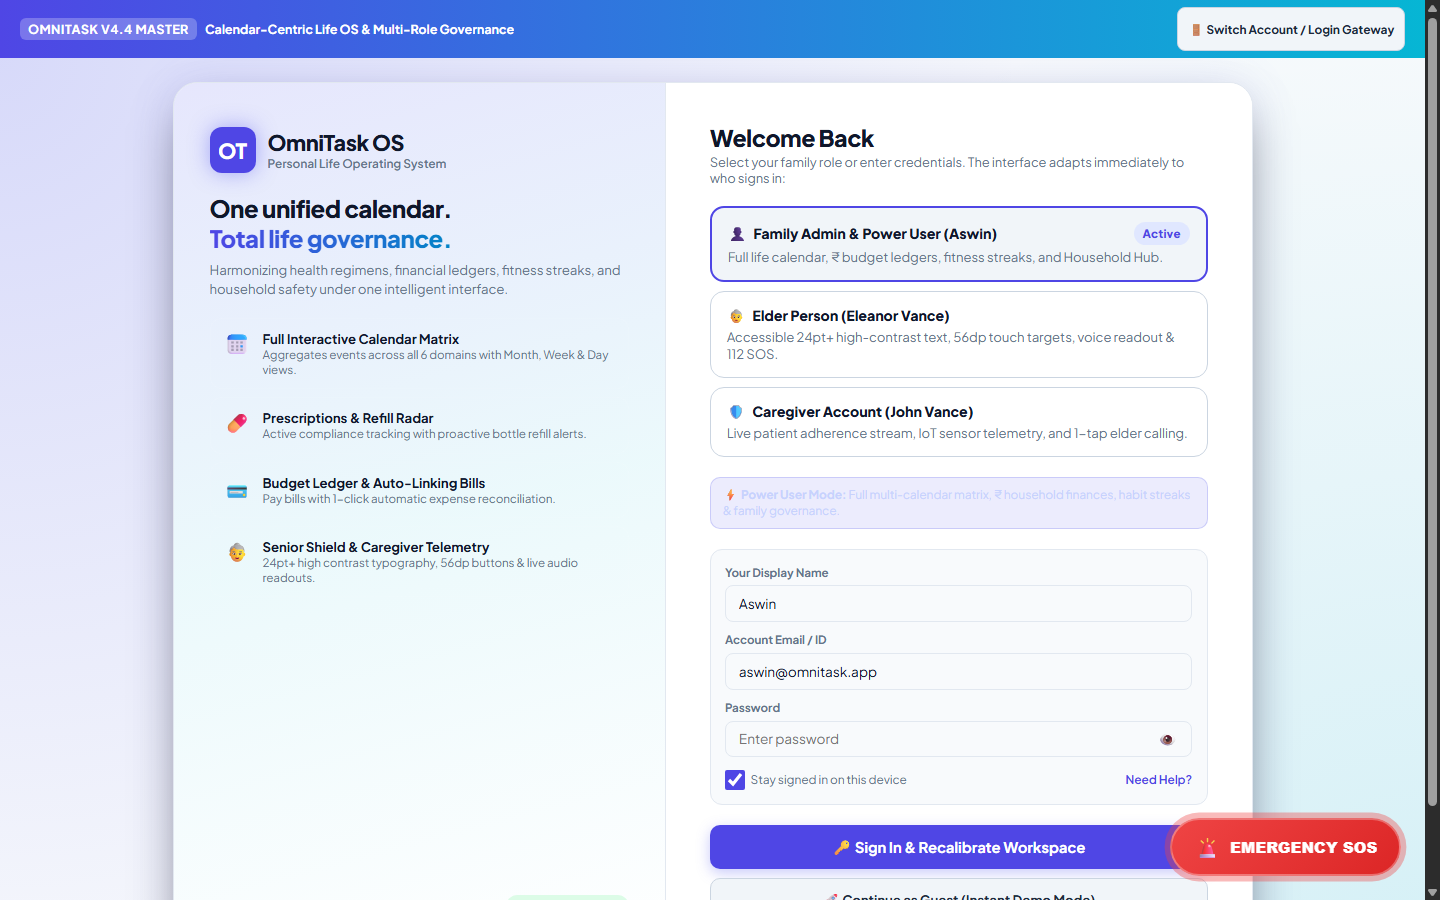 OMNITASK V4.4 MASTER
Calendar-Centric Life OS & Multi-Role Governance
Switch Account / Login Gateway
OT
OmniTask OS
Personal Life Operating System
One unified calendar.
Total life governance.
Harmonizing health regimens, financial ledgers, fitness streaks, and
household safety under one intelligent interface.
Full Interactive Calendar Matrix
Aggregates events across all 6 domains with Month, Week & Day
views.
Prescriptions & Refill Radar
Active compliance tracking with proactive bottle refill alerts.
Budget Ledger & Auto-Linking Bills
Pay bills with 1-click automatic expense reconciliation.
Senior Shield & Caregiver Telemetry
24pt+ high contrast typography, 56dp buttons & live audio
readouts.
Welcome Back
Select your family role or enter credentials. The interface adapts immediately to
who signs in:
Family Admin & Power User (Aswin)
Active
Full life calendar, ₹ budget ledgers, fitness streaks, and Household Hub.
Elder Person (Eleanor Vance)
Accessible 24pt+ high-contrast text, 56dp touch targets, voice readout &
112 SOS.
Caregiver Account (John Vance)
Live patient adherence stream, IoT sensor telemetry, and 1-tap elder calling.
Power User Mode: Full multi-calendar matrix, ₹ household finances, habit streaks
& family governance.
Your Display Name
Aswin
Account Email / ID
aswin@omnitask.app
Password
Enter password
Stay signed in on this device
Need Help?
Sign In & Recalibrate Workspace
EMERGENCY SOS
Continue as Guest (Instant Demo Mode)